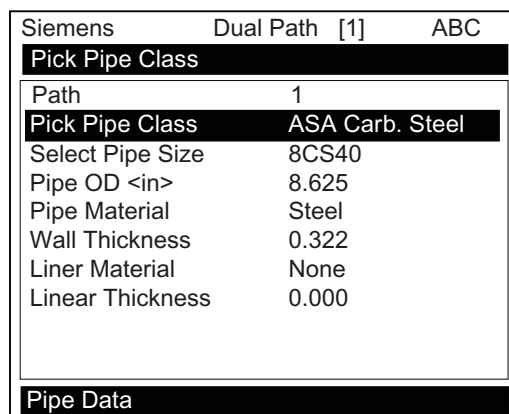 Siemens Dual Path [1] ABC
Pick Pipe Class
Path 1
Pick Pipe Class ASA Carb. Steel
Select Pipe Size 8CS40
Pipe OD <in> 8.625
Pipe Material Steel
Wall Thickness 0.322
Liner Material None
Linear Thickness 0.000
Pipe Data